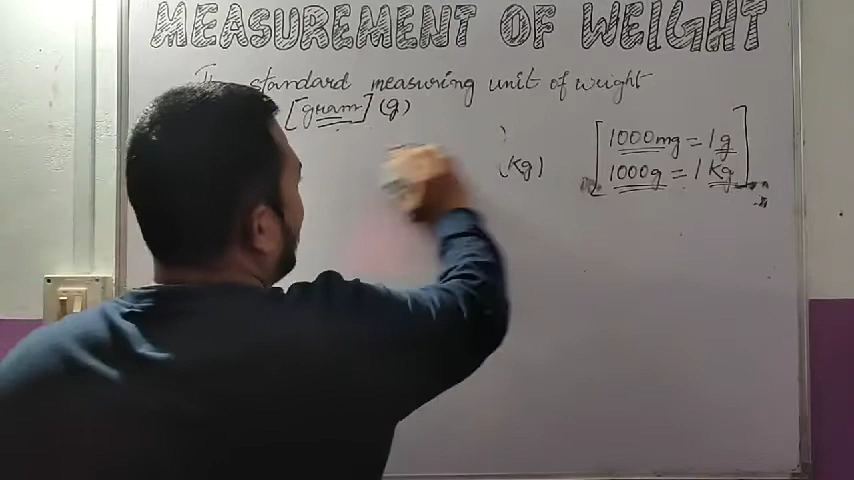 MEASUREMENT OF WEIGHT
standard measuring unit of weight
[gram] (g)
1000mg = 1g
(Kg)
1000g = 1 Kg